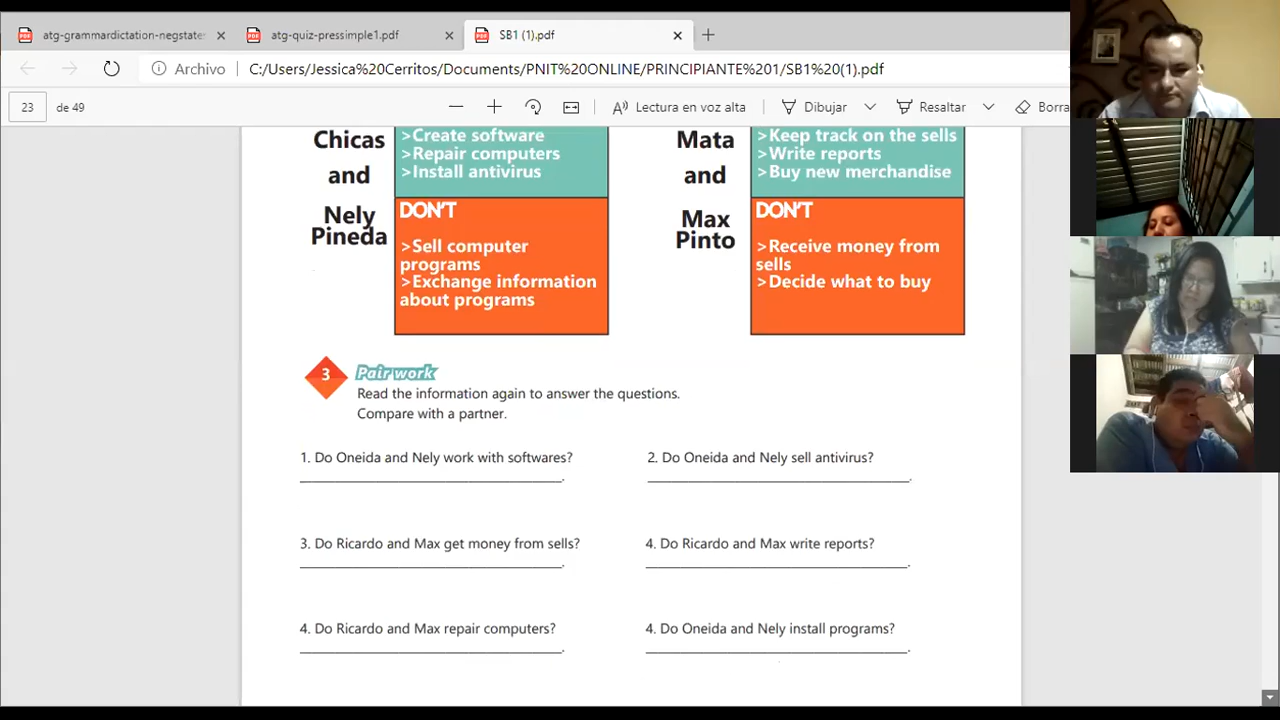 atg-grammardictation-negstate
atg-quiz-pressimple1.pdf
SB1 (1).pdf
Archivo
C:/Users/Jessica%20Cerritos/Documents/PNIT%20ONLINE/PRINCIPIANTE%201/SB1%20(1).pdf
23
de 49
Lectura en voz alta
Dibujar
Resaltar
Borra
Chicas
and
Nely
Pineda
>Create software
>Repair computers
>Install antivirus
DON'T
>Sell computer
programs
>Exchange information
about programs
Mata
and
Max
Pinto
>Keep track on the sells
>Write reports
>Buy new merchandise
DON'T
>Receive money from
sells
>Decide what to buy
3
Pair work
Read the information again to answer the questions.
Compare with a partner.
1. Do Oneida and Nely work with softwares?
2. Do Oneida and Nely sell antivirus?
3. Do Ricardo and Max get money from sells?
4. Do Ricardo and Max write reports?
4. Do Ricardo and Max repair computers?
4. Do Oneida and Nely install programs?